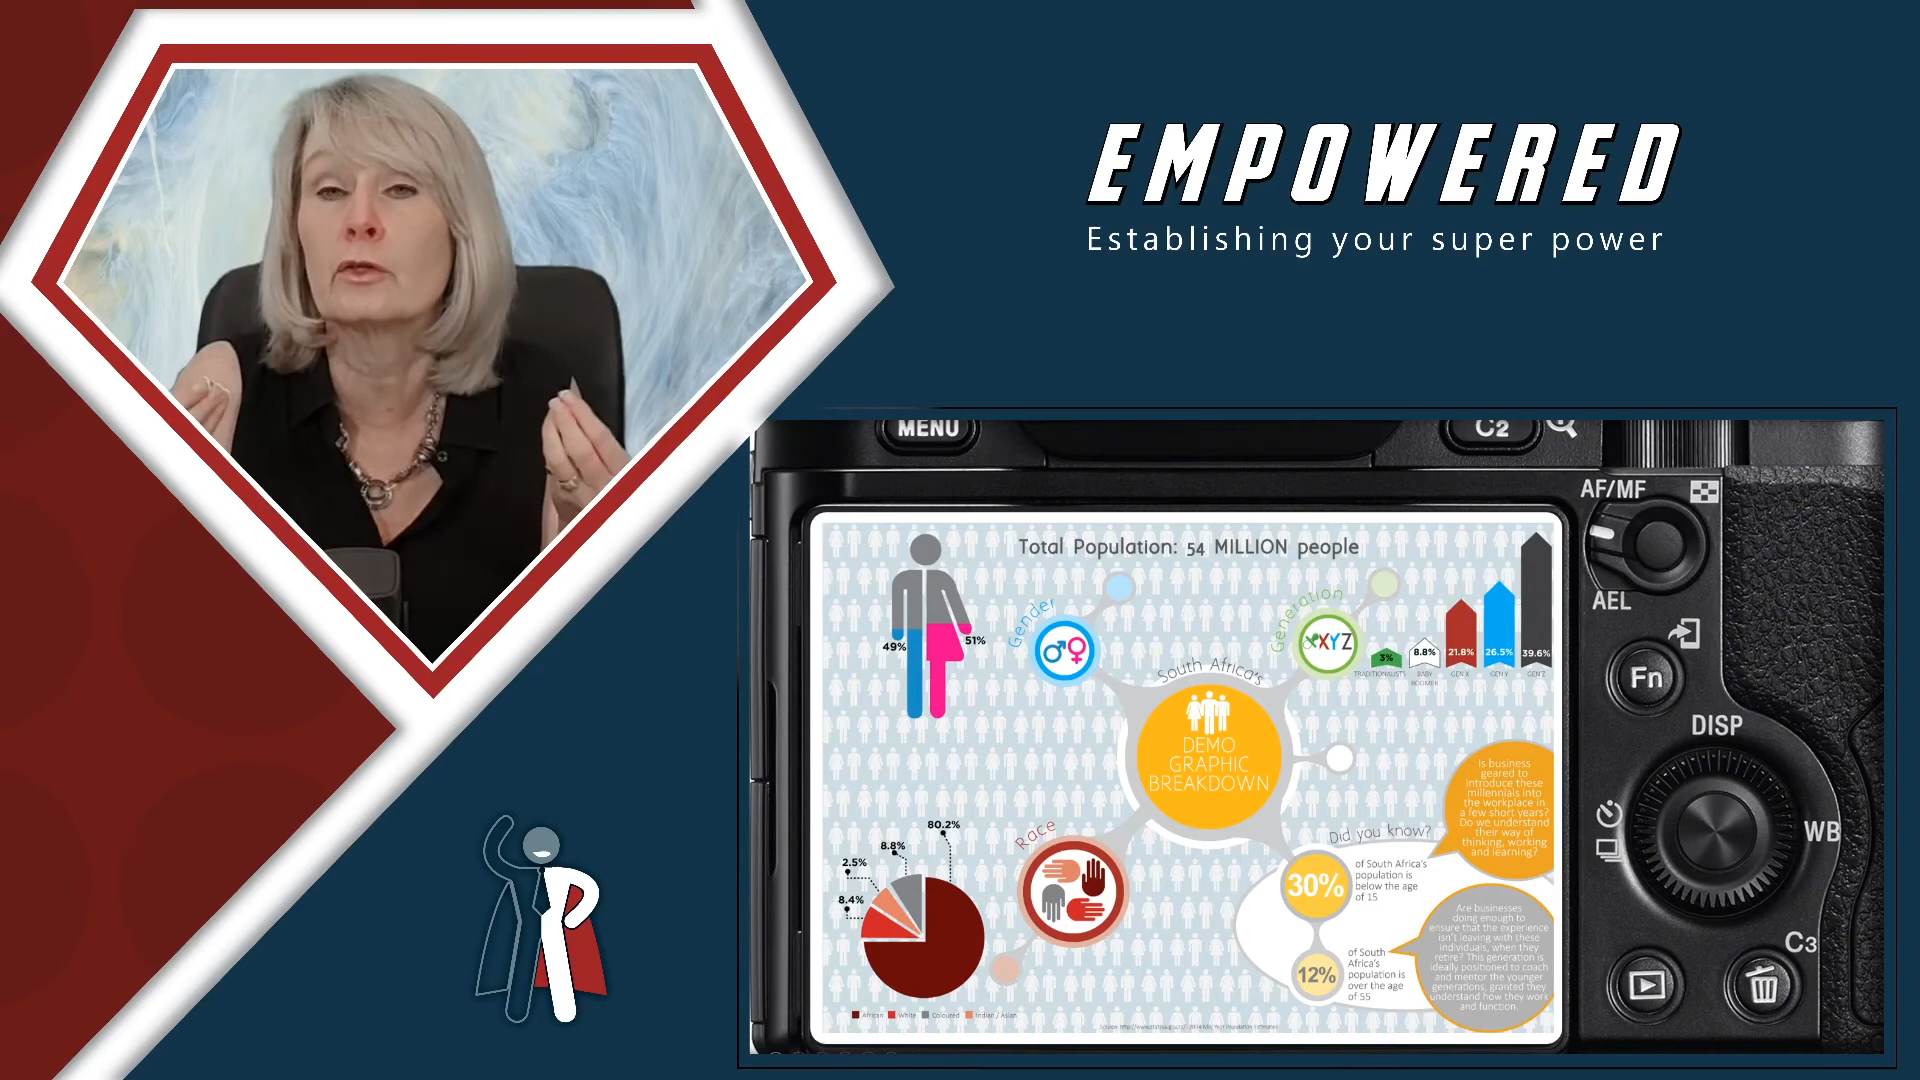 EMPOWERED
Establishing your super power
MENU
C2
AF/MF
AEL
Fn
DISP
WB
C3
Total Population: 54 MILLION people
49%
51%
Gender
Generation
XYZ
3%
8.8%
21.8%
26.5%
39.6%
TRADITIONALISTS
BABY
BOOMER
GEN X
GEN Y
GEN Z
South Africa's
DEMO
GRAPHIC
BREAKDOWN
Race
80.2%
8.8%
2.5%
8.4%
African
White
Coloured
Indian / Asian
Did you know?
30%
of South Africa's
population is
below the age
of 15
12%
of South
Africa's
population is
over the age
of 55
Is business
geared to
introduce these
millennials into
the workplace in
a few short years?
Do we understand
their way of
thinking, working
and learning?
Are businesses
doing enough to
ensure that the experience
isn't leaving with these
individuals, when they
retire? This generation is
ideally positioned to coach
and mentor the younger
generations, granted they
understand how they work
and function.